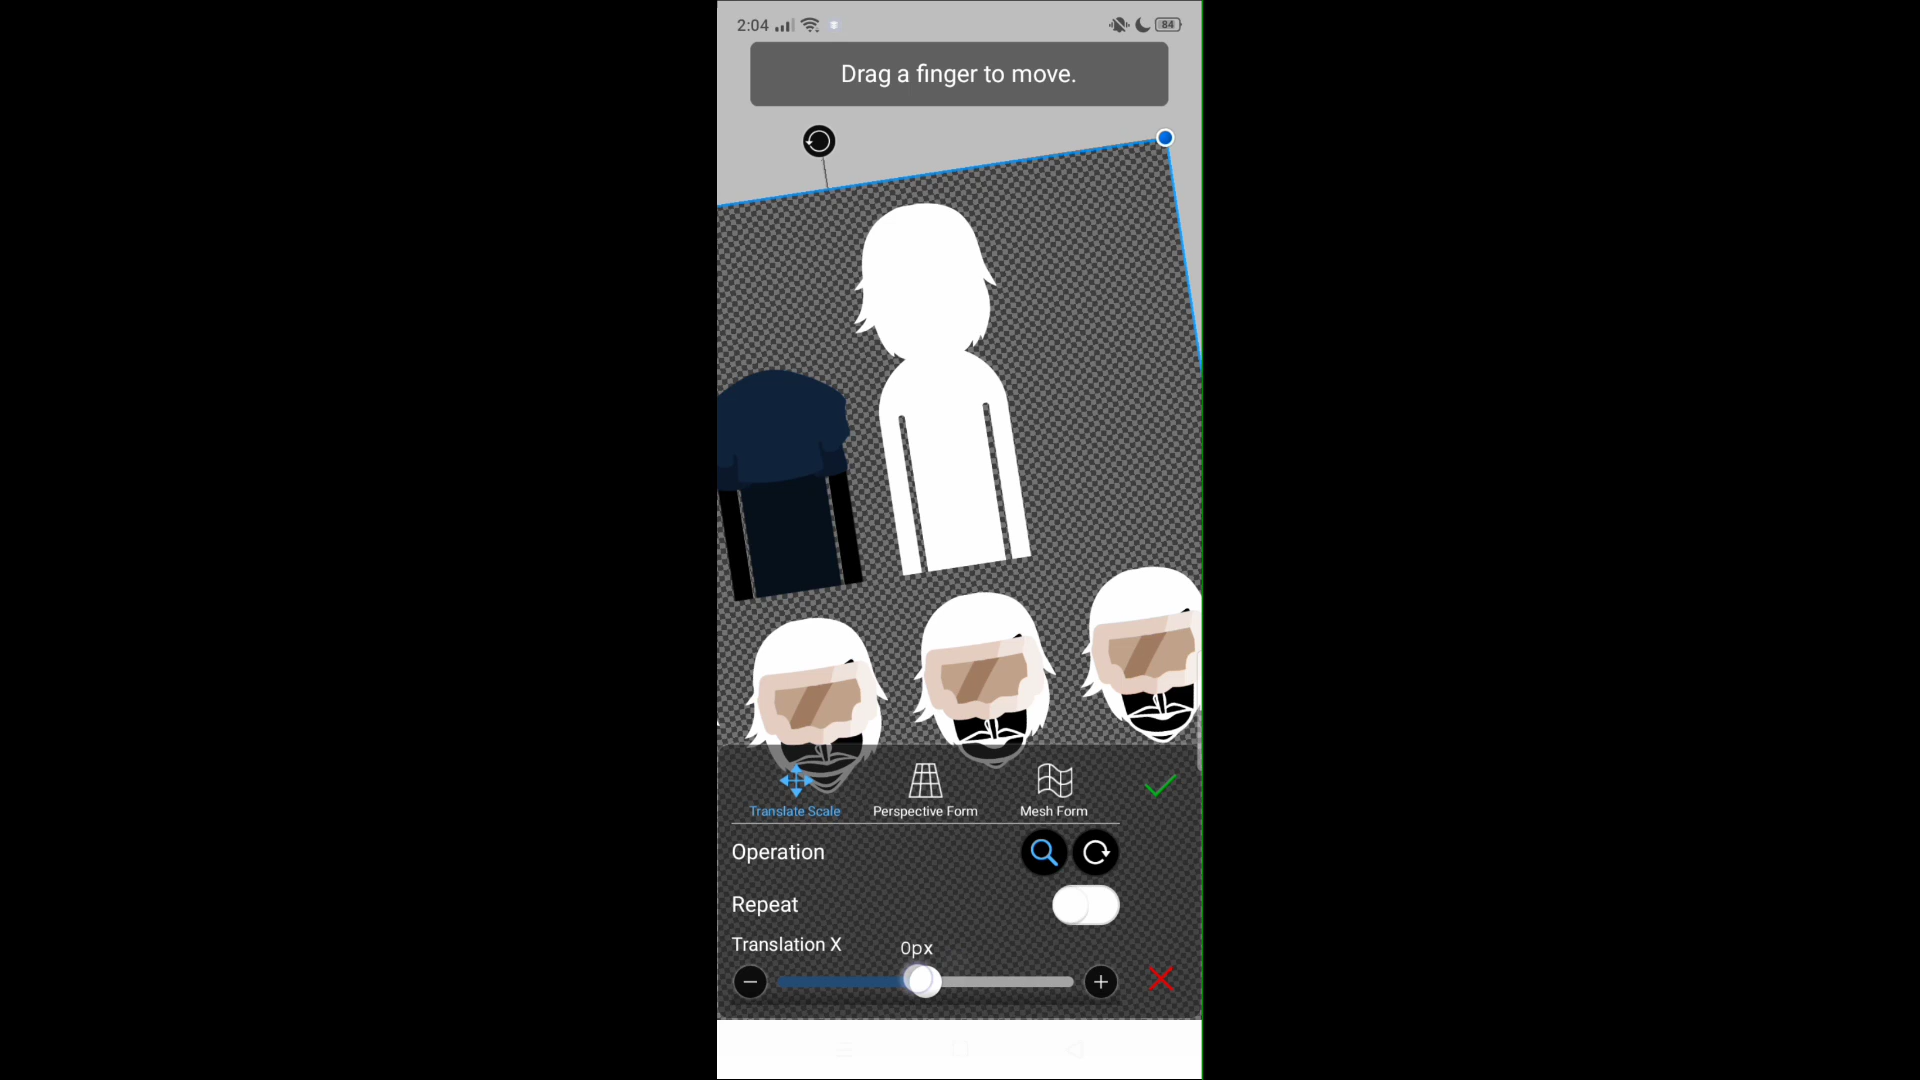 2:04
84
Drag a finger to move.
Translate Scale
Perspective Form
Mesh Form
Operation
Repeat
Translation X
0px